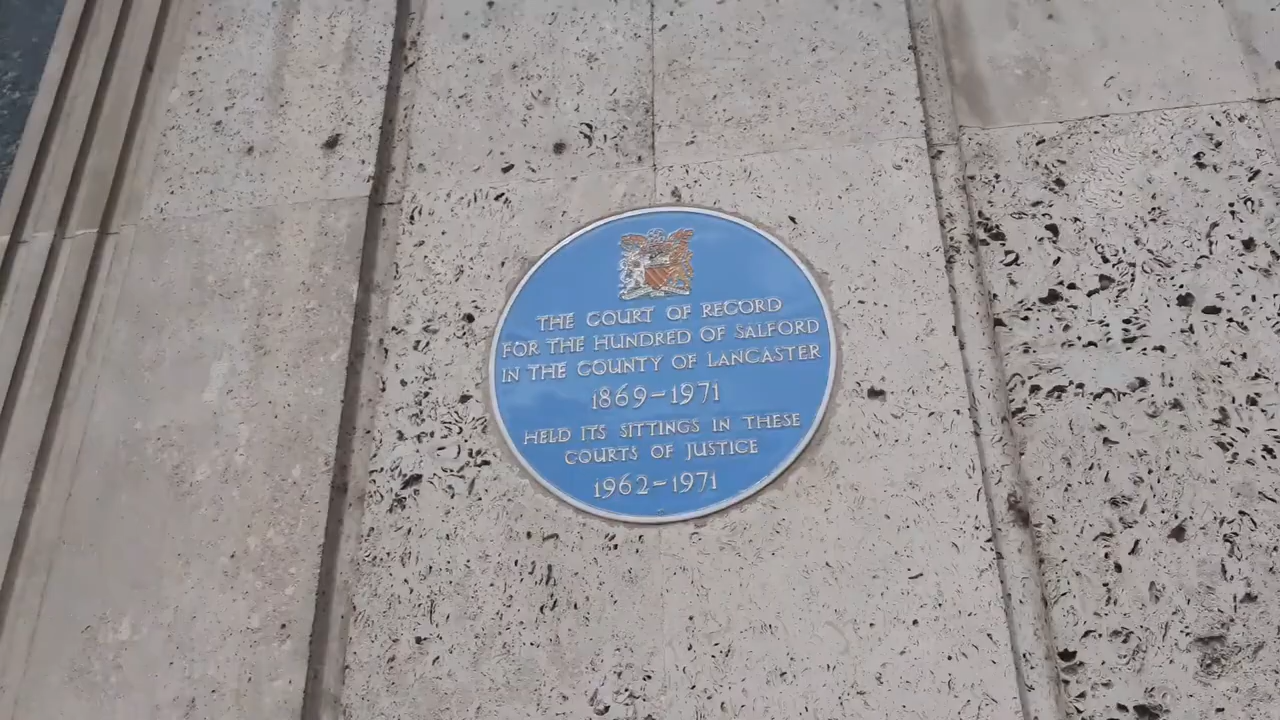 THE COURT OF RECORD
FOR THE HUNDRED OF SALFORD
IN THE COUNTY OF LANCASTER
1869-1971
HELD ITS SITTINGS IN THESE
COURTS OF JUSTICE
1962-1971